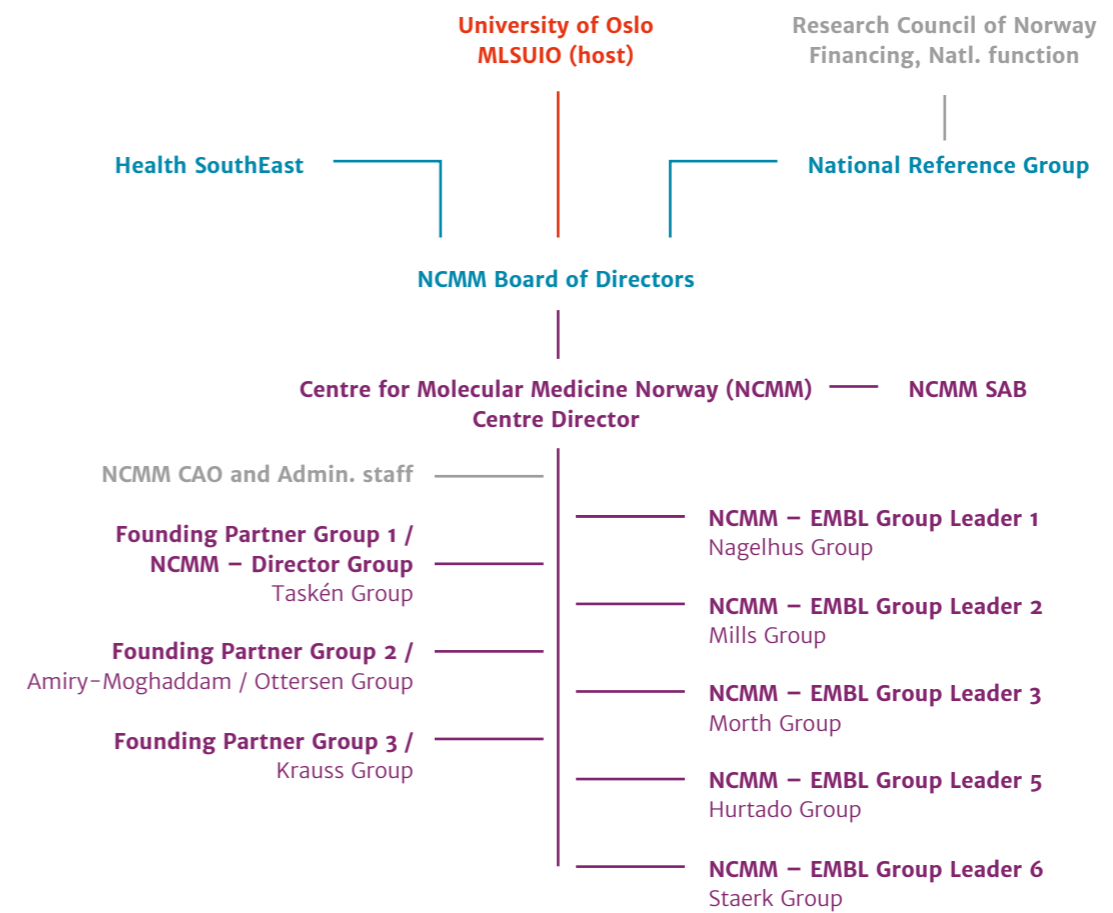 University of Oslo
MLSUIO (host)
Research Council of Norway
Financing, Natl. function
Health SouthEast
National Reference Group
NCMM Board of Directors
Centre for Molecular Medicine Norway (NCMM)
Centre Director
NCMM SAB
NCMM CAO and Admin. staff
Founding Partner Group 1 /
NCMM – Director Group
Taskén Group
Founding Partner Group 2 /
Amiry-Moghaddam / Ottersen Group
Founding Partner Group 3 /
Krauss Group
NCMM – EMBL Group Leader 1
Nagelhus Group
NCMM – EMBL Group Leader 2
Mills Group
NCMM – EMBL Group Leader 3
Morth Group
NCMM – EMBL Group Leader 5
Hurtado Group
NCMM – EMBL Group Leader 6
Staerk Group